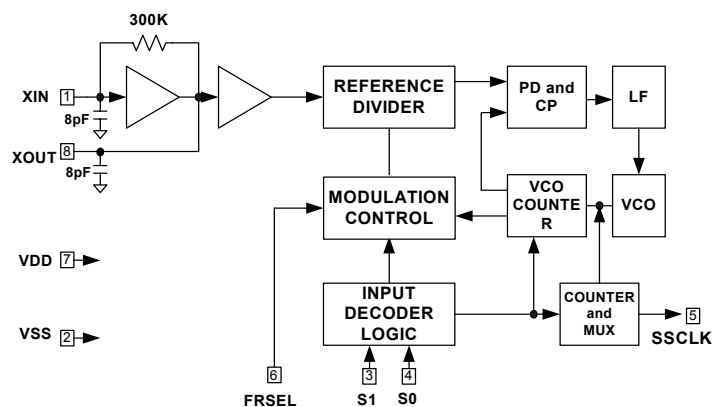 300K
XIN 1
8pF
XOUT 8
8pF
REFERENCE
DIVIDER
PD and
CP
LF
MODULATION
CONTROL
VCO
COUNTE
R
VCO
VDD 7
VSS 2
INPUT
DECODER
LOGIC
COUNTER
and
MUX
5
SSCLK
6
FRSEL
3
S1
4
S0